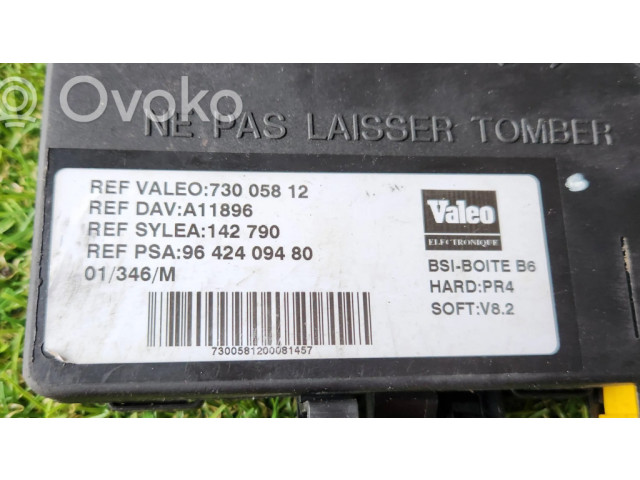 Ovoko
NE PAS LAISSER TOMBER
REF VALEO:730 058 12
REF DAV:A11896
REF SYLEA:142 790
REF PSA:96 424 094 80
01/346/M
7300581200081457
Valeo
ELECTRONIQUE
BSI-BOITE B6
HARD:PR4
SOFT:V8.2